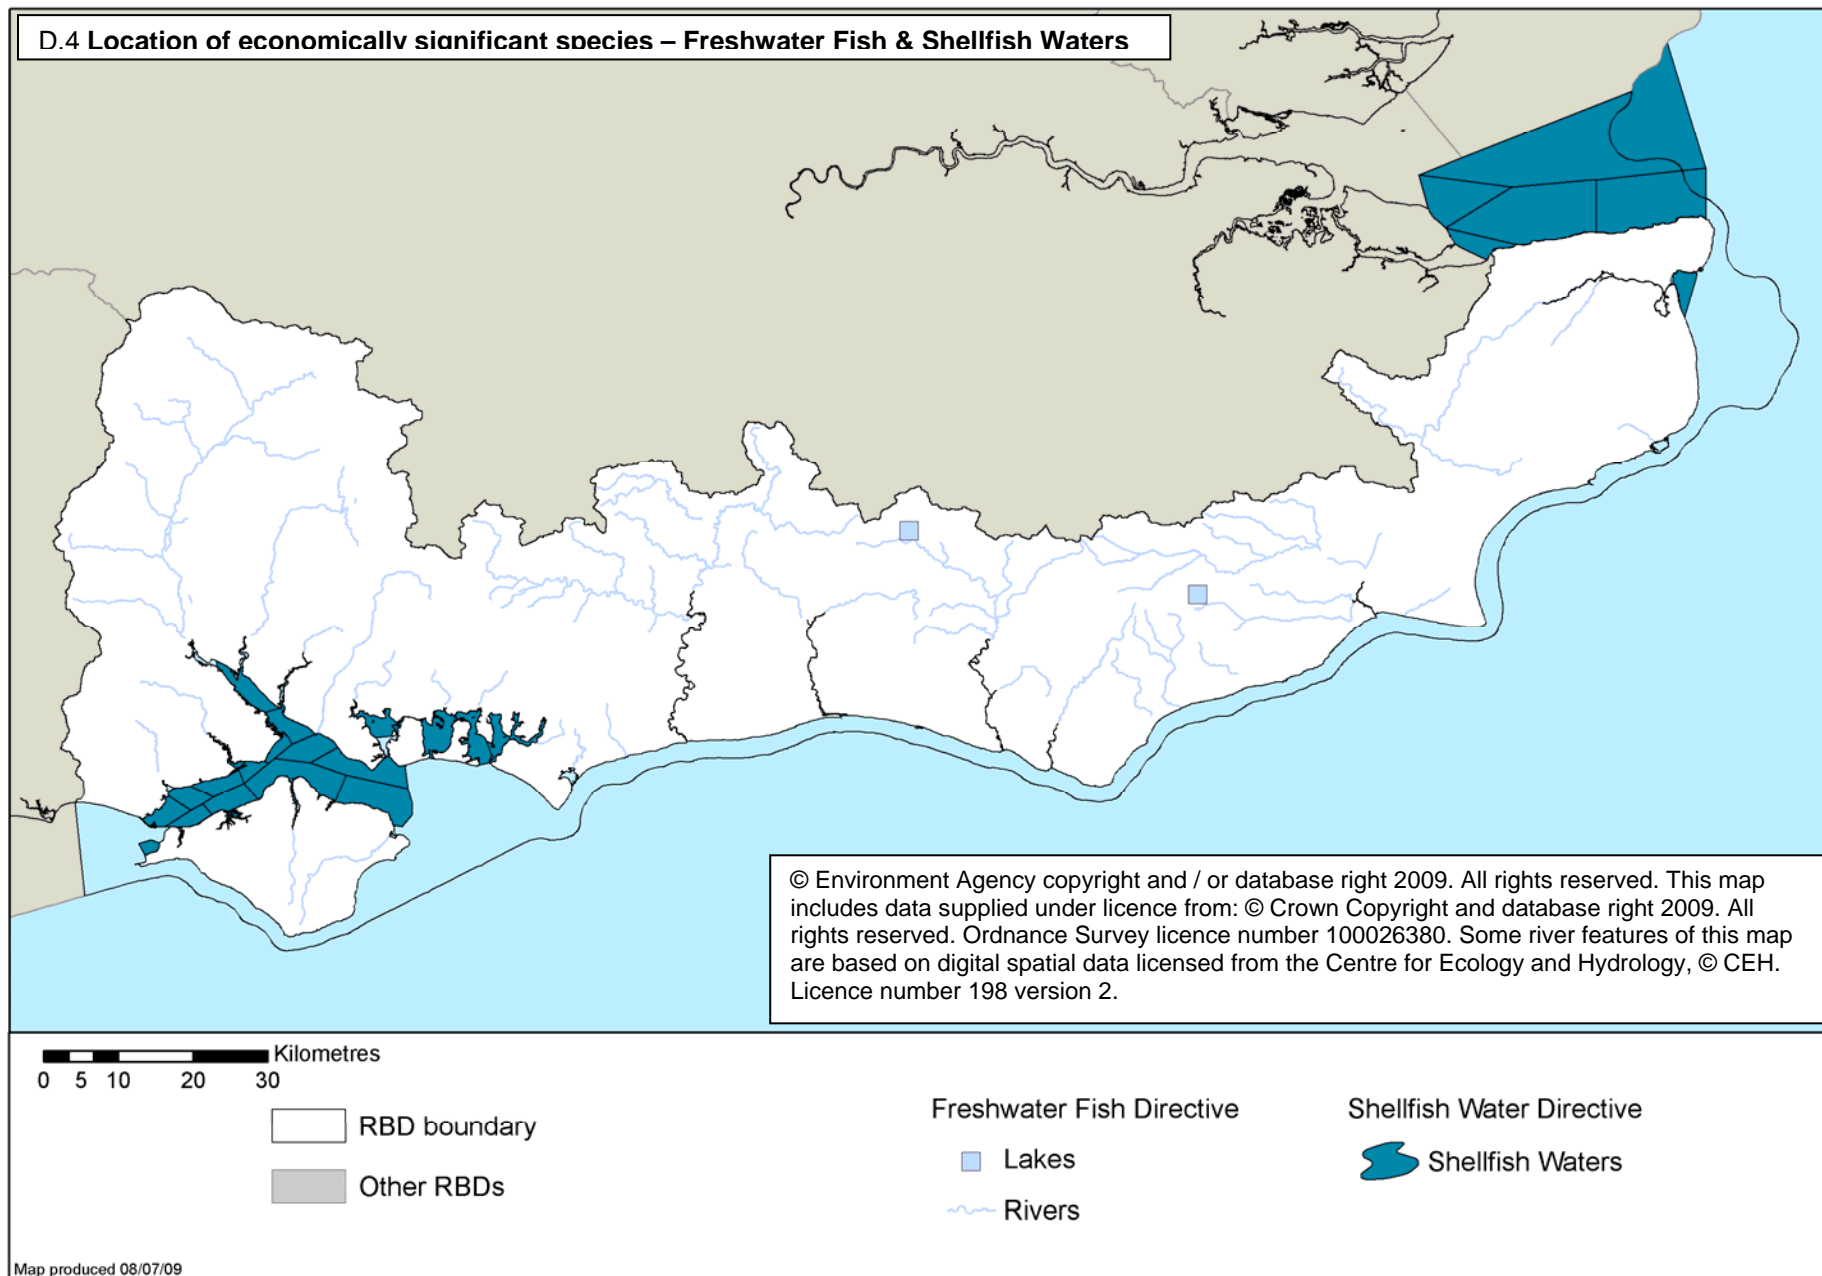 D.4 Location of economically significant species – Freshwater Fish & Shellfish Waters
© Environment Agency copyright and / or database right 2009. All rights reserved. This map
includes data supplied under licence from: © Crown Copyright and database right 2009. All
rights reserved. Ordnance Survey licence number 100026380. Some river features of this map
are based on digital spatial data licensed from the Centre for Ecology and Hydrology, © CEH.
Licence number 198 version 2.
Kilometres
0 5 10 20 30
RBD boundary
Other RBDs
Freshwater Fish Directive
Lakes
Rivers
Shellfish Water Directive
Shellfish Waters
Map produced 08/07/09